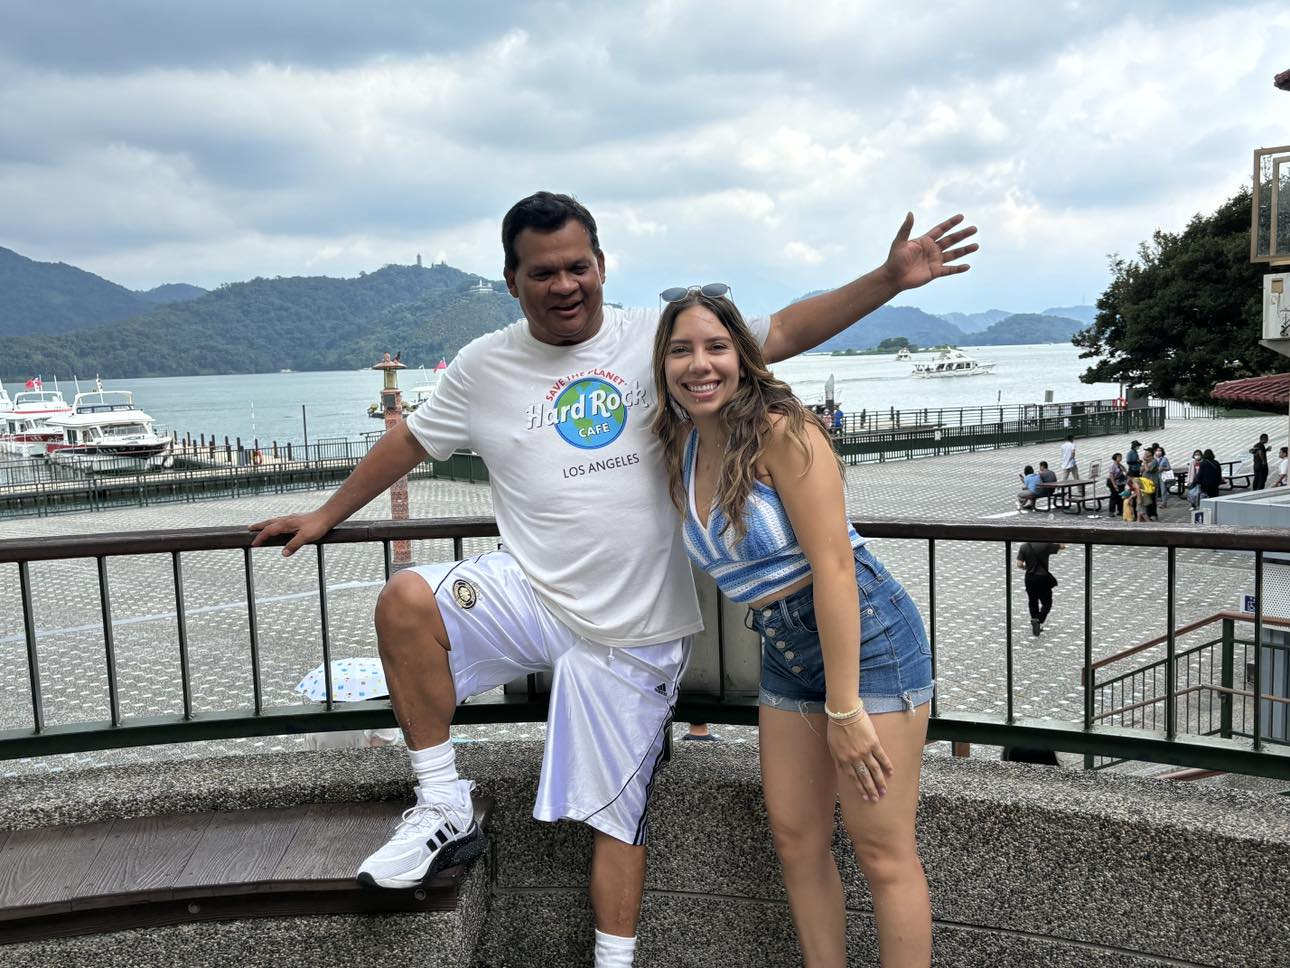 SAVE THE PLANET
Hard Rock
CAFE
LOS ANGELES